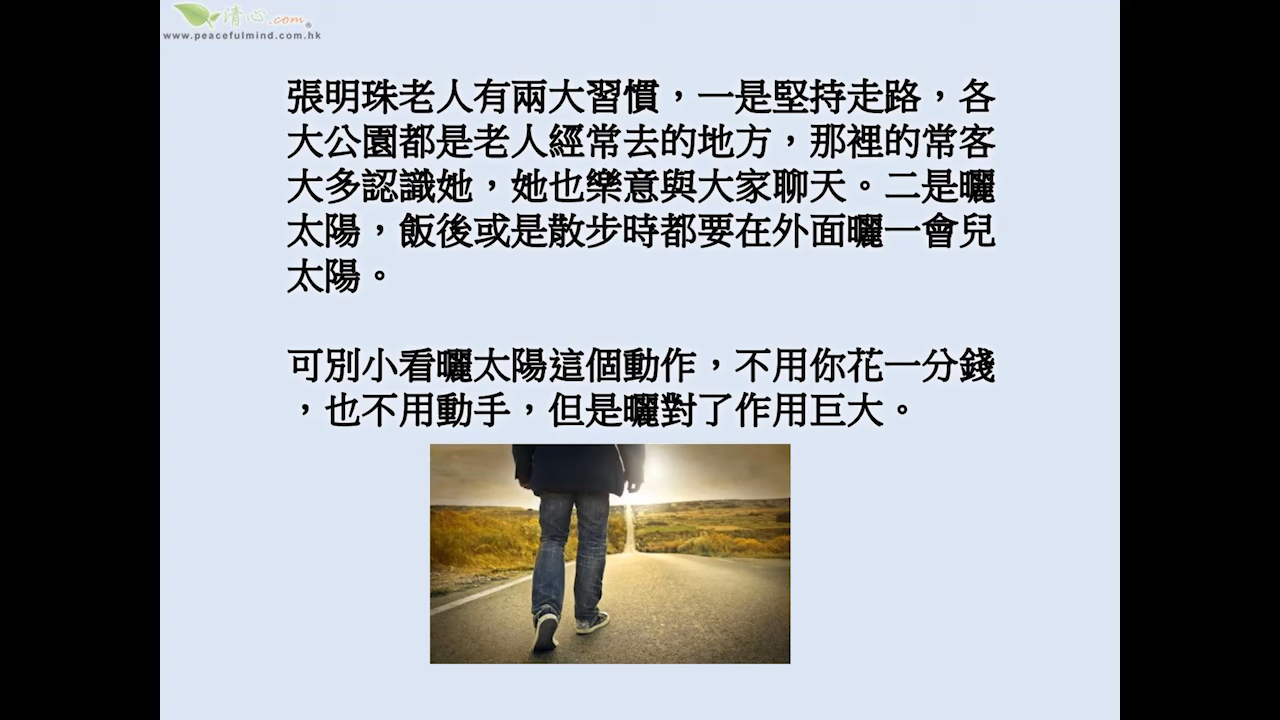 清心.com®
www.peacefulmind.com.hk
張明珠老人有兩大習慣，一是堅持走路，各
大公園都是老人經常去的地方，那裡的常客
大多認識她，她也樂意與大家聊天。二是曬
太陽，飯後或是散步時都要在外面曬一會兒
太陽。
可別小看曬太陽這個動作，不用你花一分錢
，也不用動手，但是曬對了作用巨大。